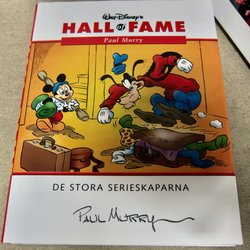 WALT DISNEY'S
HALL OF FAME
Paul Murry
DE STORA SERIESKAPARNA
PAUL MURRY